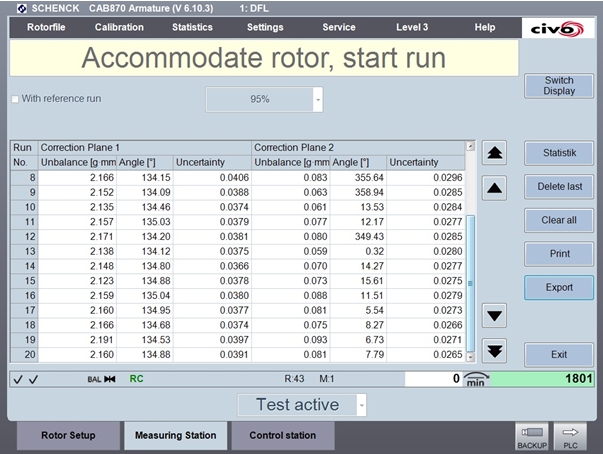 SCHENCK CAB870 Armature (V 6.10.3) 1: DFL
Rotorfile Calibration Statistics Settings Service Level 3 Help civo
Accommodate rotor, start run
Switch Display
With reference run 95%
Run Correction Plane 1 Correction Plane 2
No. Unbalance [g·mm Angle [°] Uncertainty Unbalance [g·mm Angle [°] Uncertainty
8 2.166 134.15 0.0406 0.083 355.64 0.0296
9 2.152 134.09 0.0388 0.063 358.94 0.0285
10 2.135 134.46 0.0374 0.061 13.53 0.0284
11 2.157 135.03 0.0379 0.077 12.17 0.0277
12 2.171 134.20 0.0381 0.080 349.43 0.0285
13 2.138 134.12 0.0375 0.059 0.32 0.0280
14 2.148 134.80 0.0366 0.070 14.27 0.0277
15 2.123 134.88 0.0378 0.073 15.61 0.0275
16 2.159 135.04 0.0380 0.088 11.51 0.0279
17 2.160 134.95 0.0377 0.081 5.54 0.0273
18 2.166 134.68 0.0374 0.075 8.27 0.0266
19 2.191 134.53 0.0397 0.093 6.73 0.0271
20 2.160 134.88 0.0391 0.081 7.79 0.0265
Statistik
Delete last
Clear all
Print
Export
Exit
BAL RC R:43 M:1 0 min 1801
Test active
Rotor Setup Measuring Station Control station BACKUP PLC